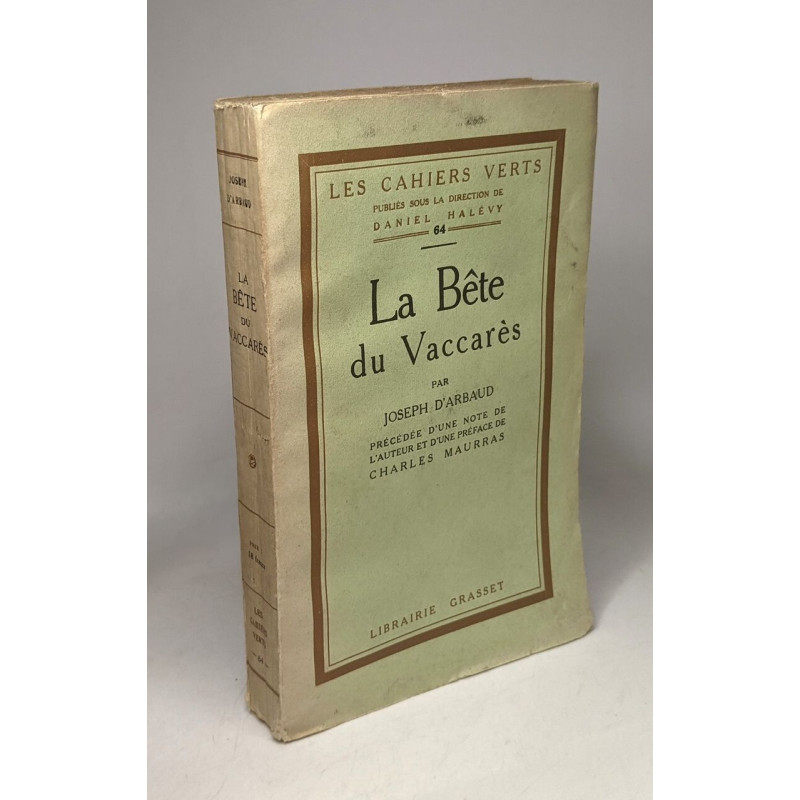 LES CAHIERS VERTS
PUBLIÉS SOUS LA DIRECTION DE
DANIEL HALÉVY
64
La Bête
du Vaccarès
PAR
JOSEPH D'ARBAUD
PRÉCÉDÉE D'UNE NOTE DE
L'AUTEUR ET D'UNE PRÉFACE DE
CHARLES MAURRAS
LIBRAIRIE GRASSET
JOSEPH
D'ARBAUD
LA
BÊTE
DU
VACCARÈS
LES
CAHIERS
VERTS
— 64 —